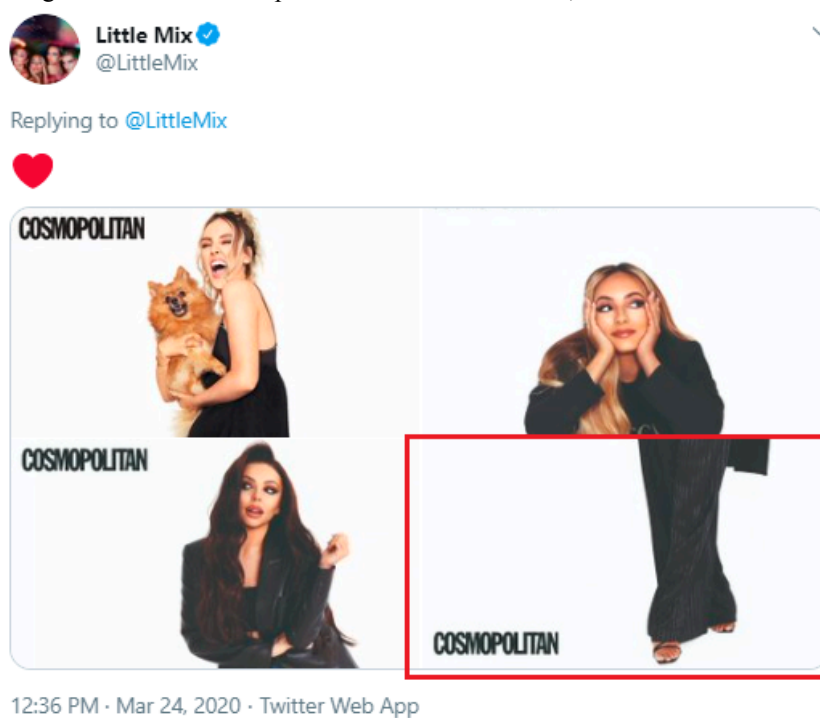 Little Mix
@LittleMix
Replying to @LittleMix
COSMOPOLITAN
COSMOPOLITAN
COSMOPOLITAN
12:36 PM · Mar 24, 2020 · Twitter Web App